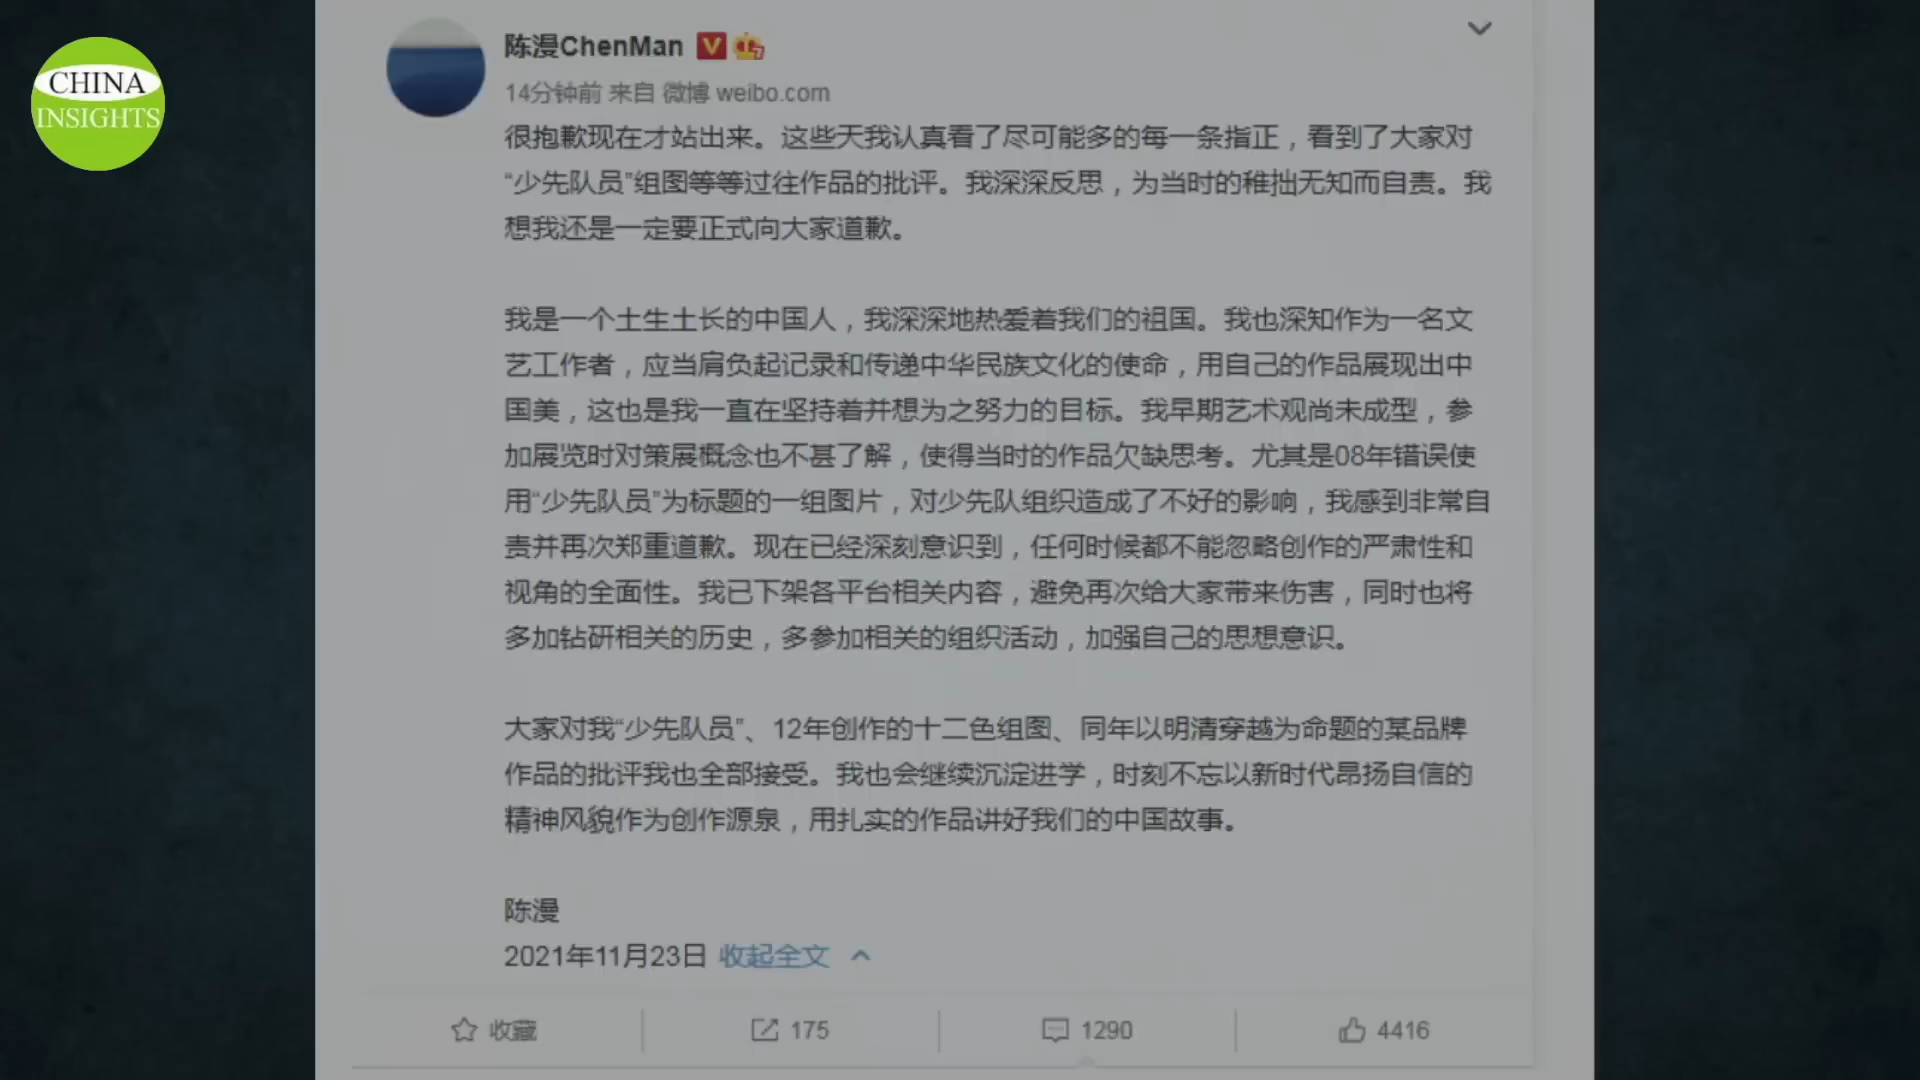 CHINA
INSIGHTS
陈漫ChenMan
14分钟前 来自 微博 weibo.com
很抱歉现在才站出来。这些天我认真看了尽可能多的每一条指正，看到了大家对
“少先队员”组图等等过往作品的批评。我深深反思，为当时的稚拙无知而自责。我
想我还是一定要正式向大家道歉。
我是一个土生土长的中国人，我深深地热爱着我们的祖国。我也深知作为一名文
艺工作者，应当肩负起记录和传递中华民族文化的使命，用自己的作品展现出中
国美，这也是我一直在坚持着并想为之努力的目标。我早期艺术观尚未成型，参
加展览时对策展概念也不甚了解，使得当时的作品欠缺思考。尤其是08年错误使
用“少先队员”为标题的一组图片，对少先队组织造成了不好的影响，我感到非常自
责并再次郑重道歉。现在已经深刻意识到，任何时候都不能忽略创作的严肃性和
视角的全面性。我已下架各平台相关内容，避免再次给大家带来伤害，同时也将
多加钻研相关的历史，多参加相关的组织活动，加强自己的思想意识。
大家对我“少先队员”、12年创作的十二色组图、同年以明清穿越为命题的某品牌
作品的批评我也全部接受。我也会继续沉淀进学，时刻不忘以新时代昂扬自信的
精神风貌作为创作源泉，用扎实的作品讲好我们的中国故事。
陈漫
2021年11月23日 收起全文
收藏 175 1290 4416